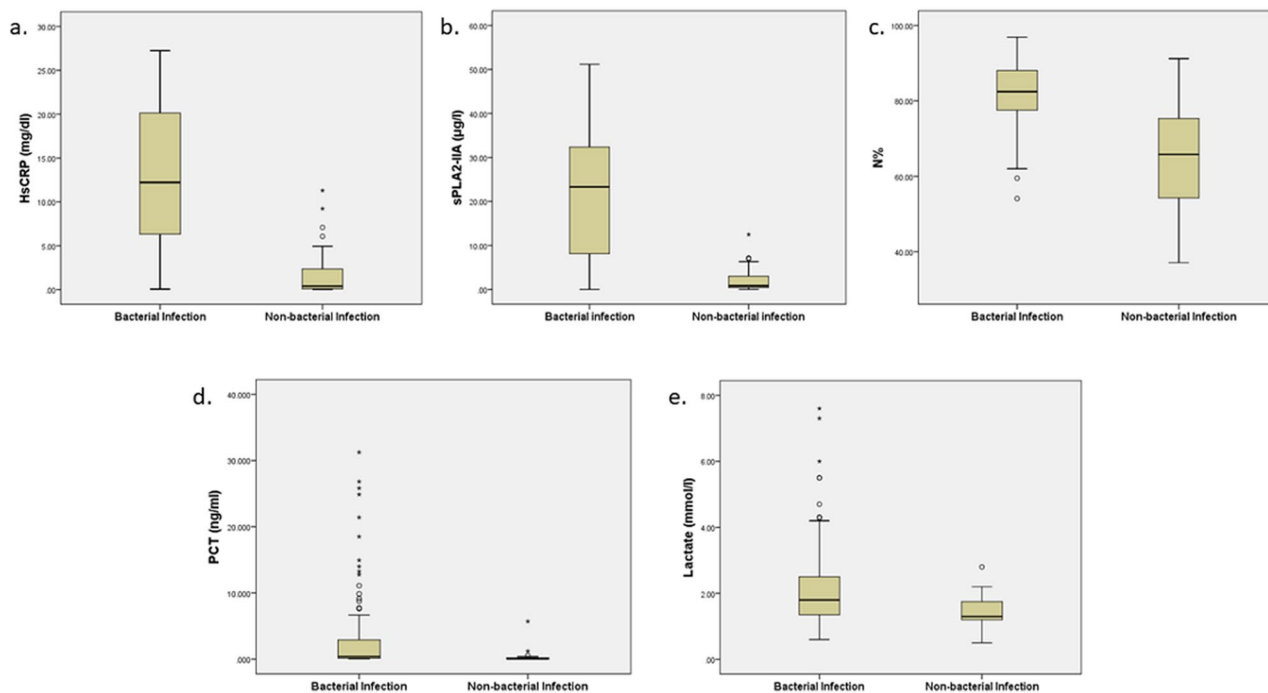 a.
HsCRP (mg/dl)
30.00
25.00
20.00
15.00
10.00
5.00
.00
Bacterial Infection Non-bacterial Infection
b.
sPLA2-IIA (µg/l)
60.00
50.00
40.00
30.00
20.00
10.00
.00
Bacterial infection Non-bacterial infection
c.
N%
100.00
80.00
60.00
40.00
Bacterial Infection Non-bacterial Infection
d.
PCT (ng/ml)
40.000
30.000
20.000
10.000
.000
Bacterial Infection Non-bacterial Infection
e.
Lactate (mmol/l)
8.00
6.00
4.00
2.00
.00
Bacterial Infection Non-bacterial Infection